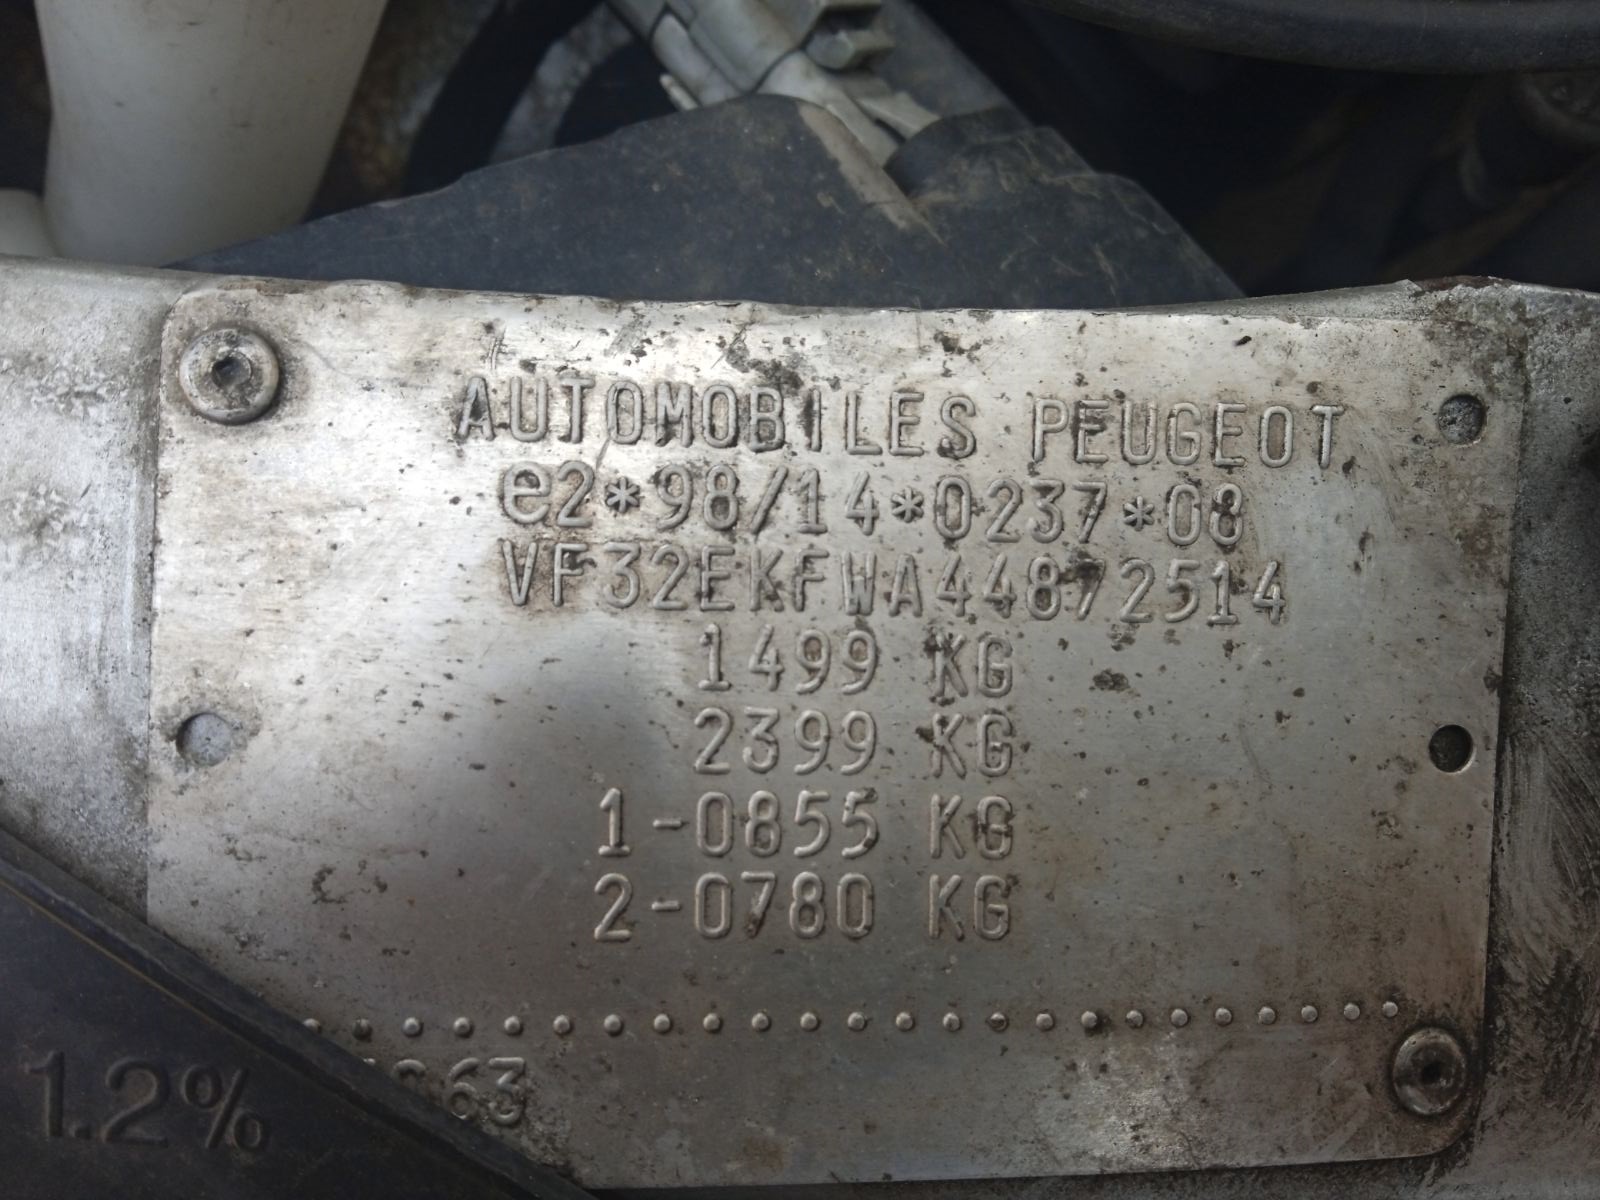 AUTOMOBILES PEUGEOT
e2*98/14*0237*08
VF32EKFWA44872514
1499 KG
2399 KG
1-0855 KG
2-0780 KG
1.2%